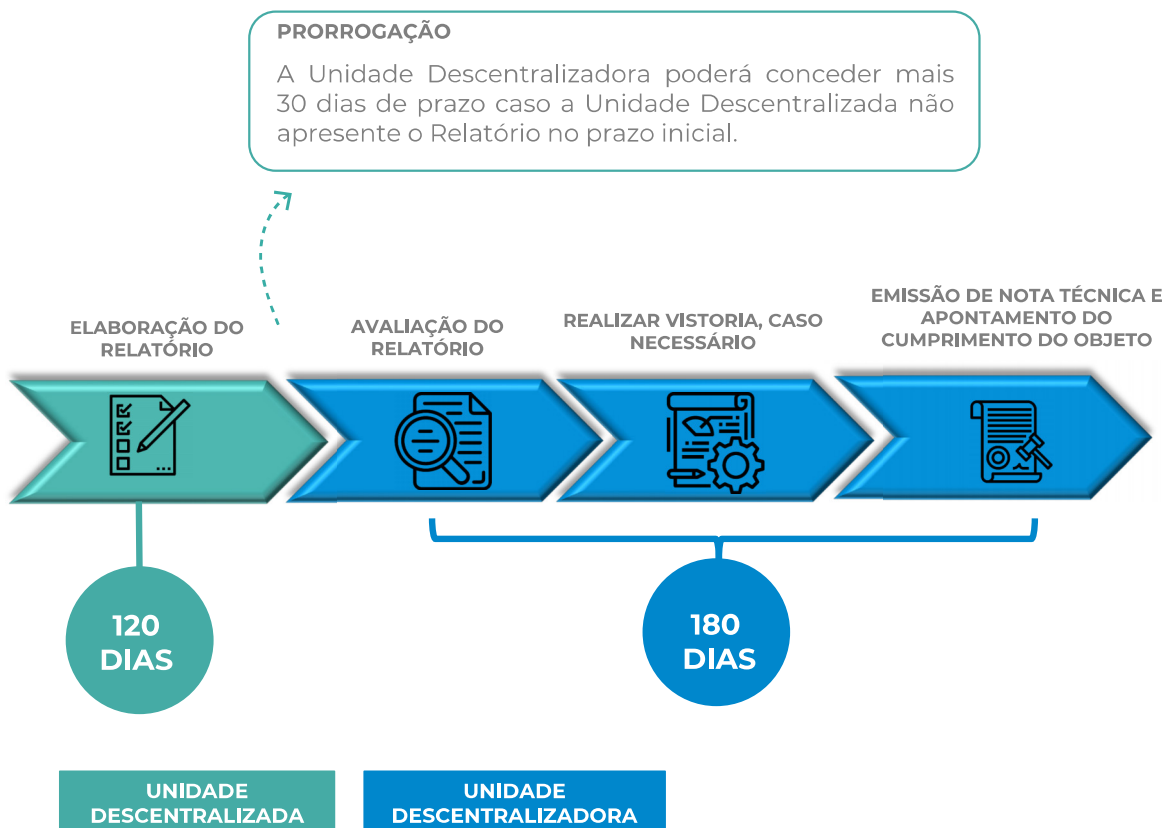 PRORROGAÇÃO
A Unidade Descentralizadora poderá conceder mais
30 dias de prazo caso a Unidade Descentralizada não
apresente o Relatório no prazo inicial.
ELABORAÇÃO DO
RELATÓRIO
AVALIAÇÃO DO
RELATÓRIO
REALIZAR VISTORIA, CASO
NECESSÁRIO
EMISSÃO DE NOTA TÉCNICA E
APONTAMENTO DO
CUMPRIMENTO DO OBJETO
120
DIAS
180
DIAS
UNIDADE
DESCENTRALIZADA
UNIDADE
DESCENTRALIZADORA